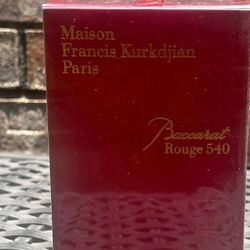 Maison
Francis Kurkdjian
Paris
Baccarat
Rouge 540